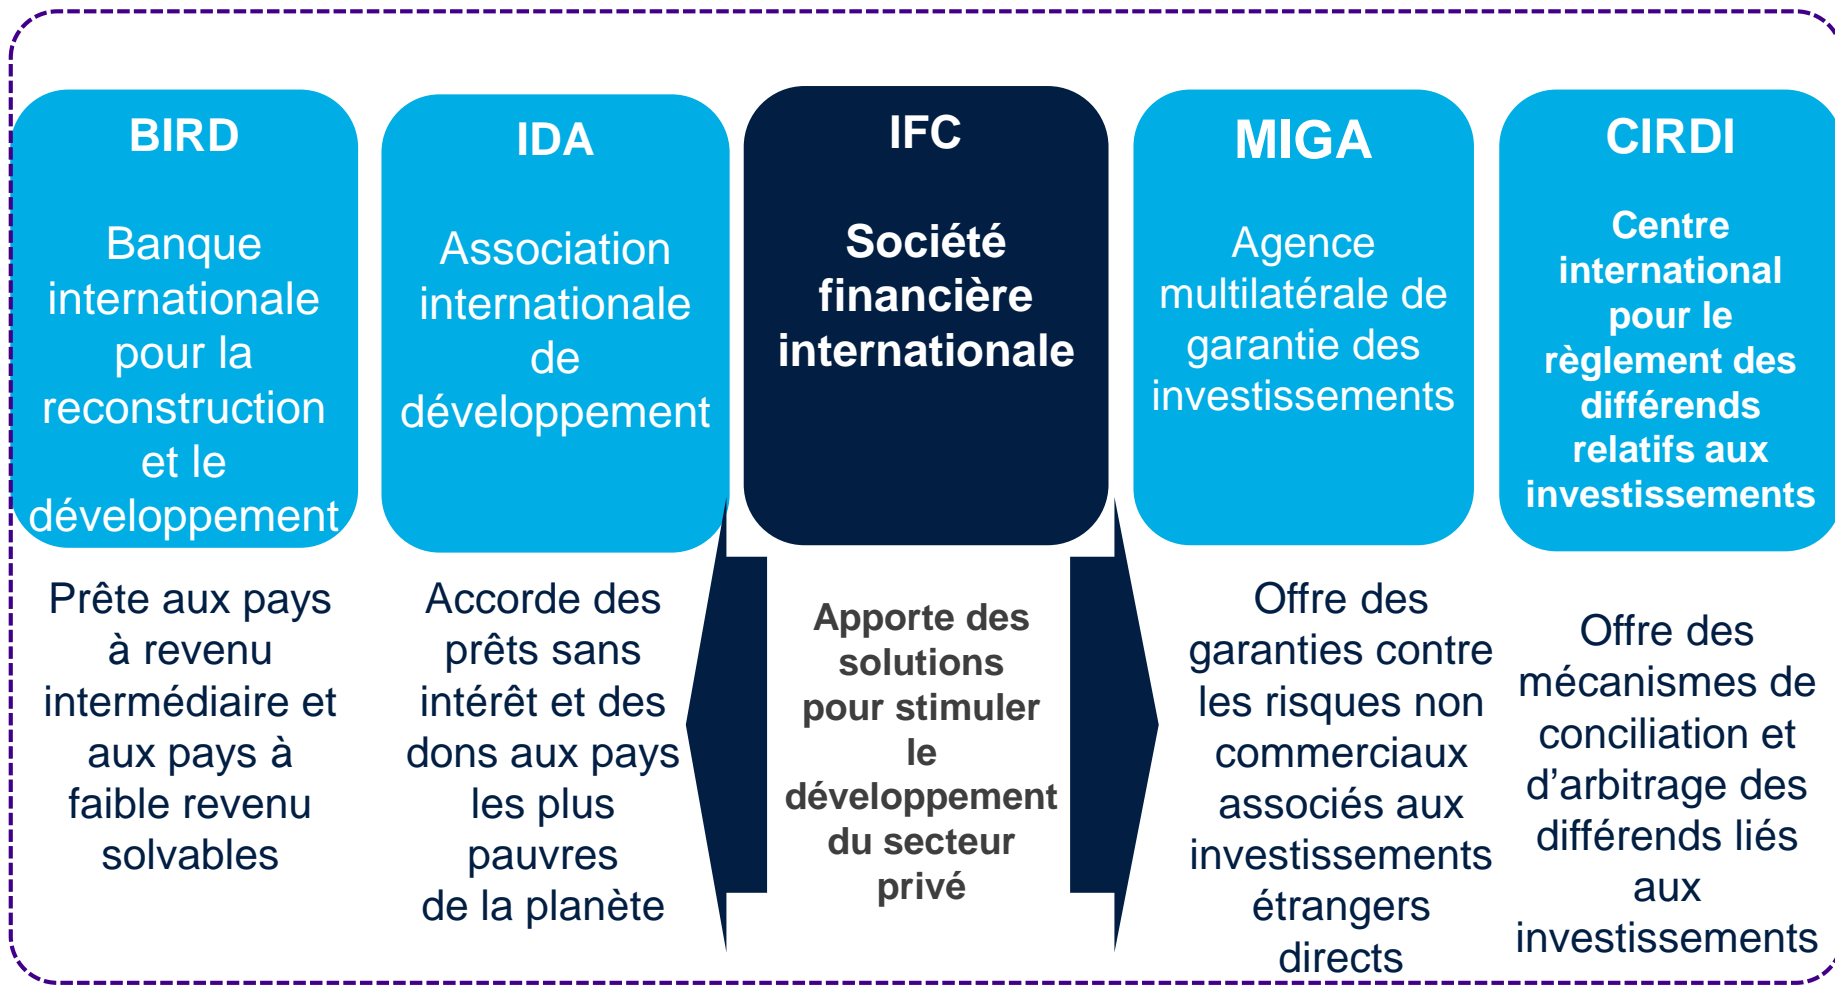 BIRD
Banque
internationale
pour la
reconstruction
et le
développement
Prête aux pays
à revenu
intermédiaire et
aux pays à
faible revenu
solvables
IDA
Association
internationale
de
développement
Accorde des
prêts sans
intérêt et des
dons aux pays
les plus
pauvres
de la planète
IFC
Société
financière
internationale
Apporte des
solutions
pour stimuler
le
développement
du secteur
privé
MIGA
Agence
multilatérale de
garantie des
investissements
Offre des
garanties contre
les risques non
commerciaux
associés aux
investissements
étrangers
directs
CIRDI
Centre
international
pour le
règlement des
différends
relatifs aux
investissements
Offre des
mécanismes de
conciliation et
d’arbitrage des
différends liés
aux
investissements